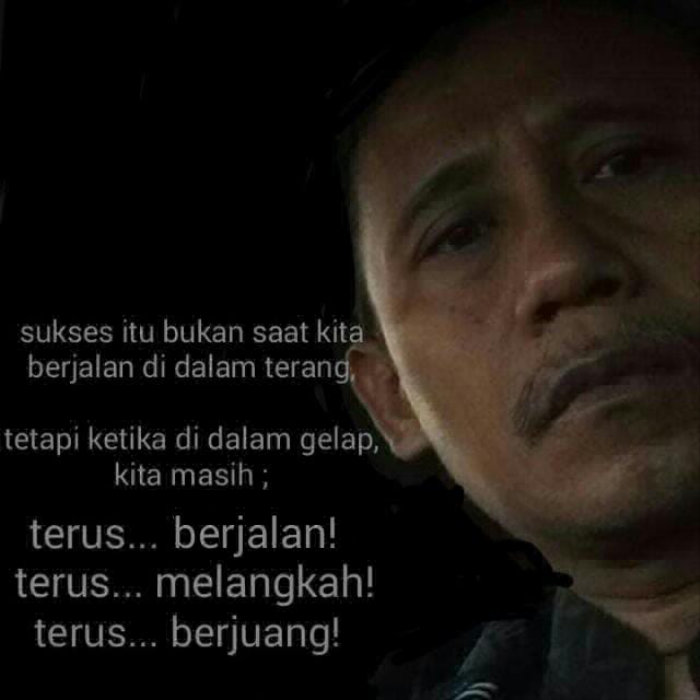 sukses itu bukan saat kita
berjalan di dalam terang,
tetapi ketika di dalam gelap,
kita masih ;
terus... berjalan!
terus... melangkah!
terus... berjuang!